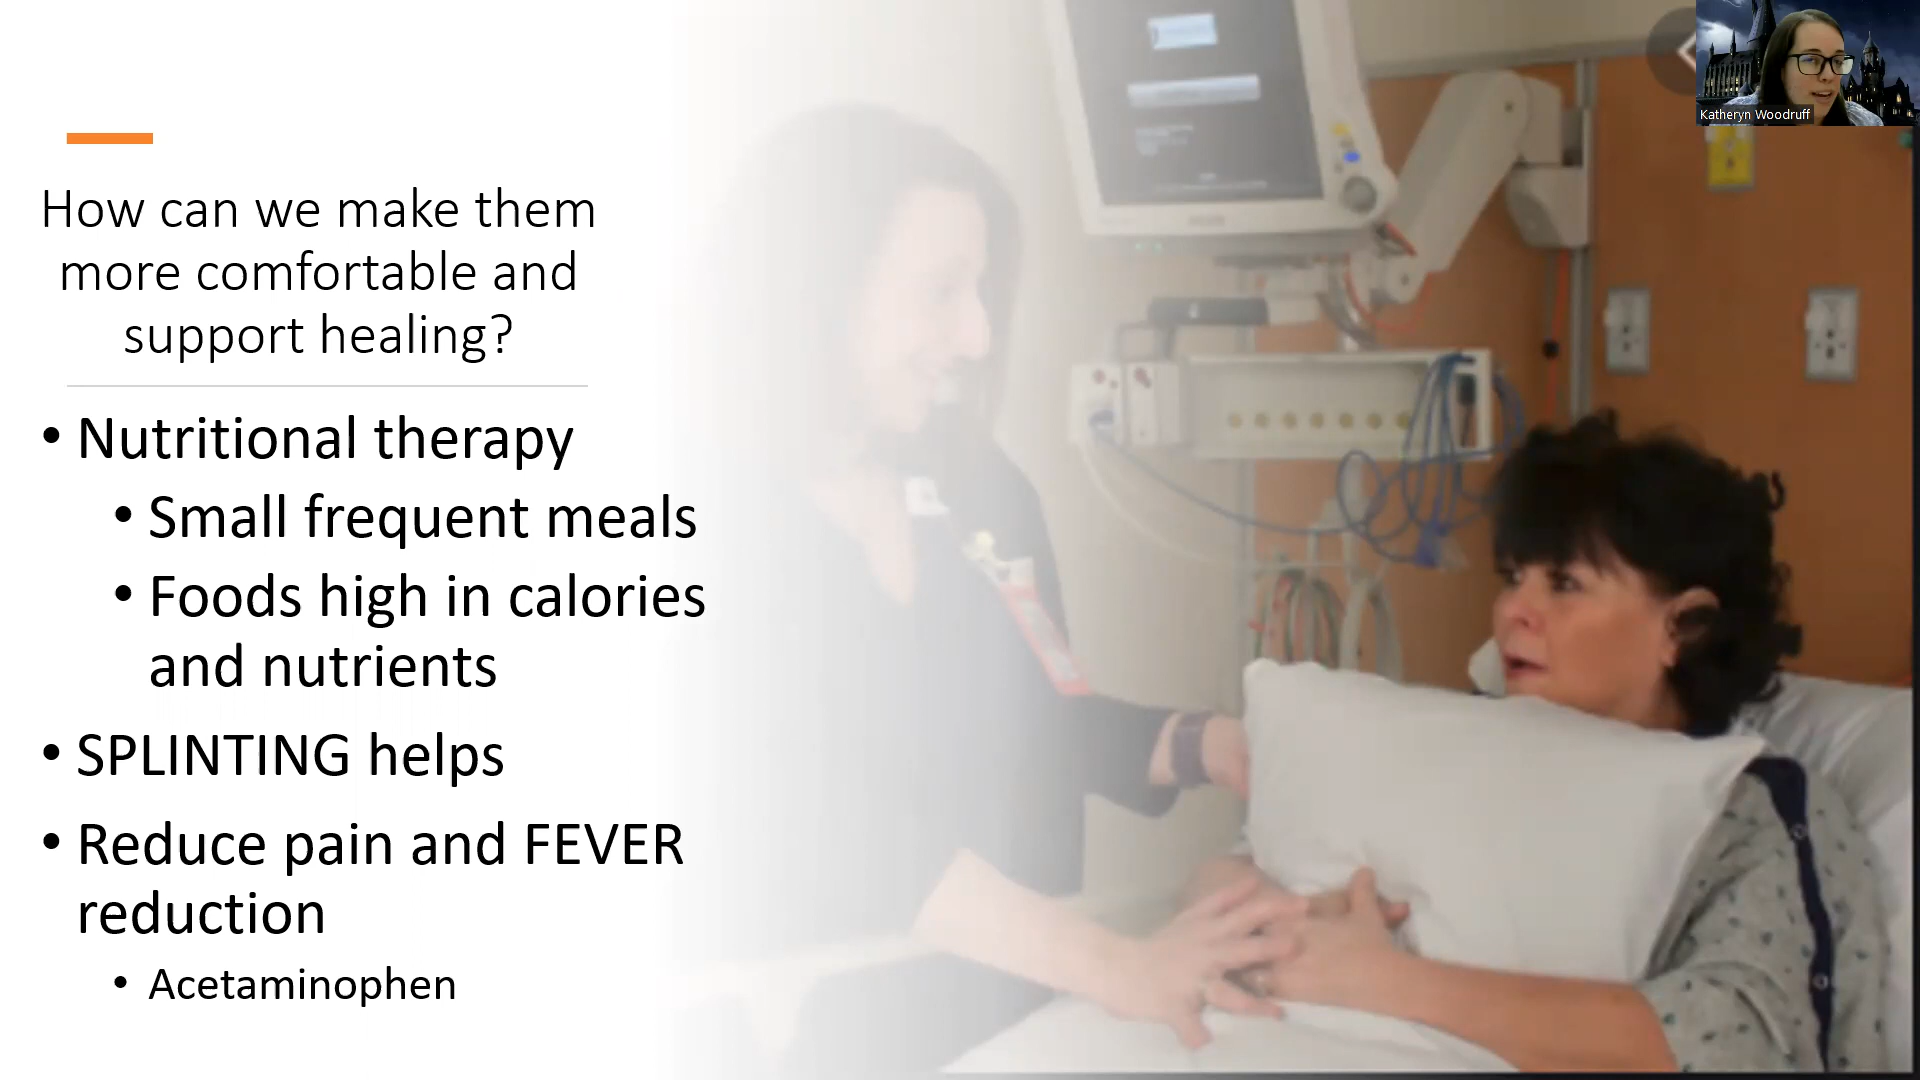 Katheryn Woodruff
How can we make them
more comfortable and
support healing?
• Nutritional therapy
• Small frequent meals
• Foods high in calories
and nutrients
• SPLINTING helps
• Reduce pain and FEVER
reduction
• Acetaminophen